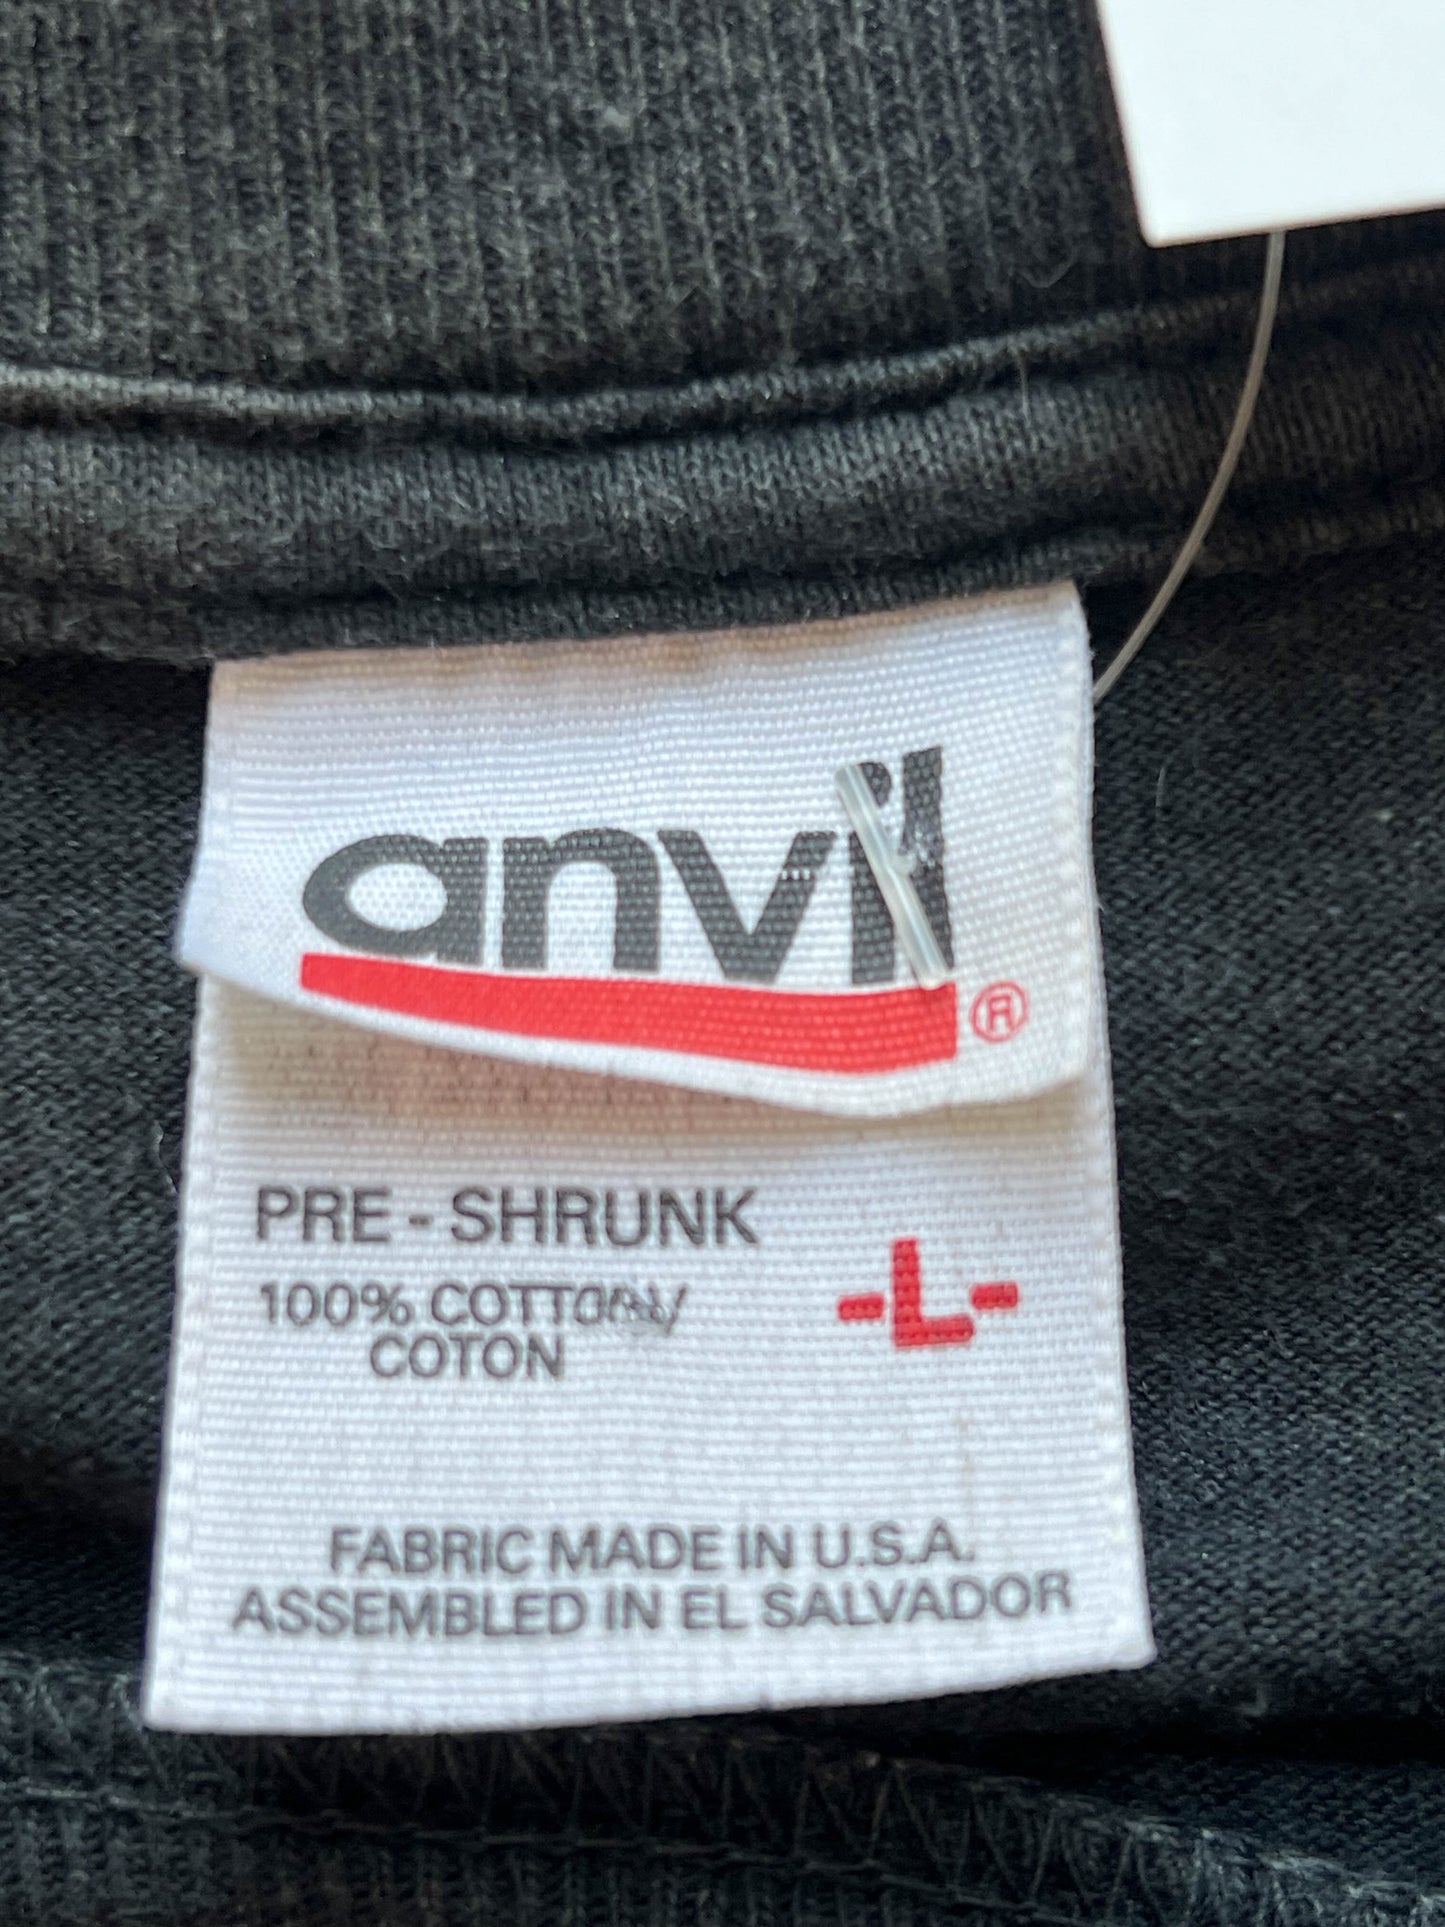 anvil®
PRE - SHRUNK
100% COTTON/
COTON
-L-
FABRIC MADE IN U.S.A.
ASSEMBLED IN EL SALVADOR